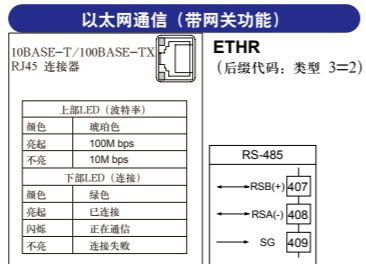 以太网通信（带网关功能）
10BASE-T/100BASE-TX
RJ45 连接器
ETHR
（后缀代码：类型 3=2）
上部LED（波特率）
颜色 琥珀色
亮起 100M bps
不亮 10M bps
下部LED（连接）
颜色 绿色
亮起 已连接
闪烁 正在通信
不亮 连接失败
RS-485
RSB(+) 407
RSA(-) 408
SG 409